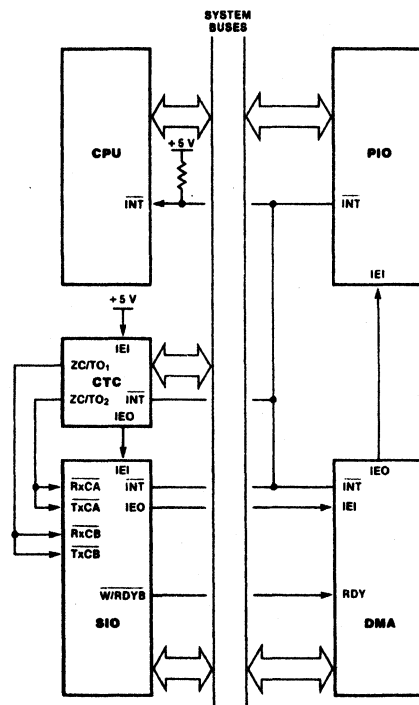 SYSTEM
BUSES
CPU
+5 V
INT
PIO
INT
IEI
+5 V
IEI
ZC/TO1
CTC
ZC/TO2
INT
IEO
IEI
RxCA
INT
TxCA
IEO
RxCB
TxCB
W/RDYB
SIO
IEO
INT
IEI
RDY
DMA